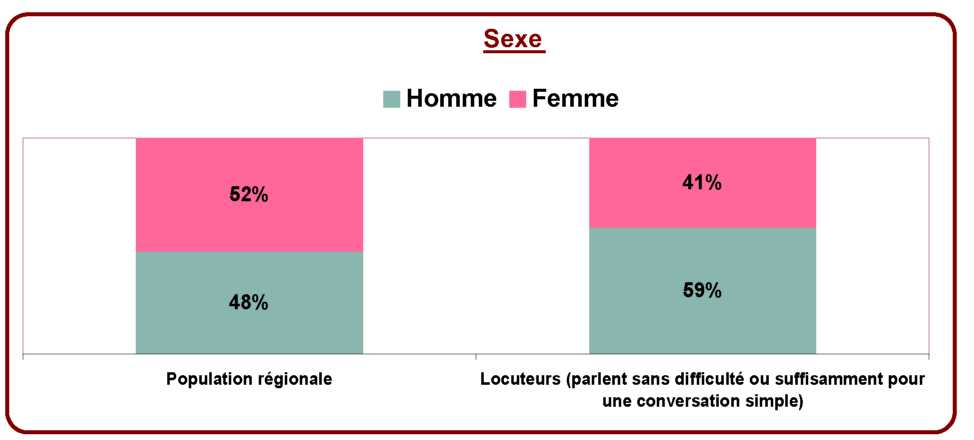 Sexe
Homme Femme
52%
48%
41%
59%
Population régionale
Locuteurs (parlent sans difficulté ou suffisamment pour
une conversation simple)